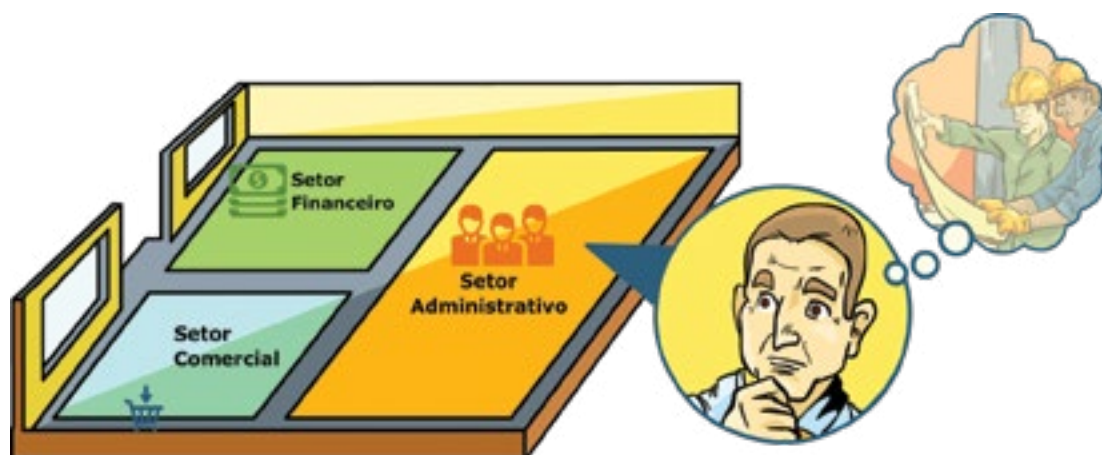 Setor
Financeiro
Setor
Administrativo
Setor
Comercial